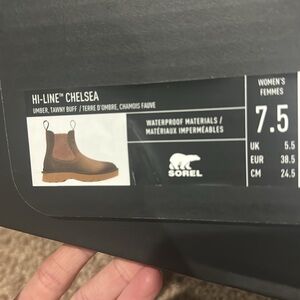 HI-LINE™ CHELSEA
UMBER, TAWNY BUFF / TERRE D'OMBRE, CHAMOIS FAUVE
WATERPROOF MATERIALS /
MATÉRIAUX IMPERMÉABLES
SOREL
WOMEN'S
FEMMES
7.5
UK 5.5
EUR 38.5
CM 24.5